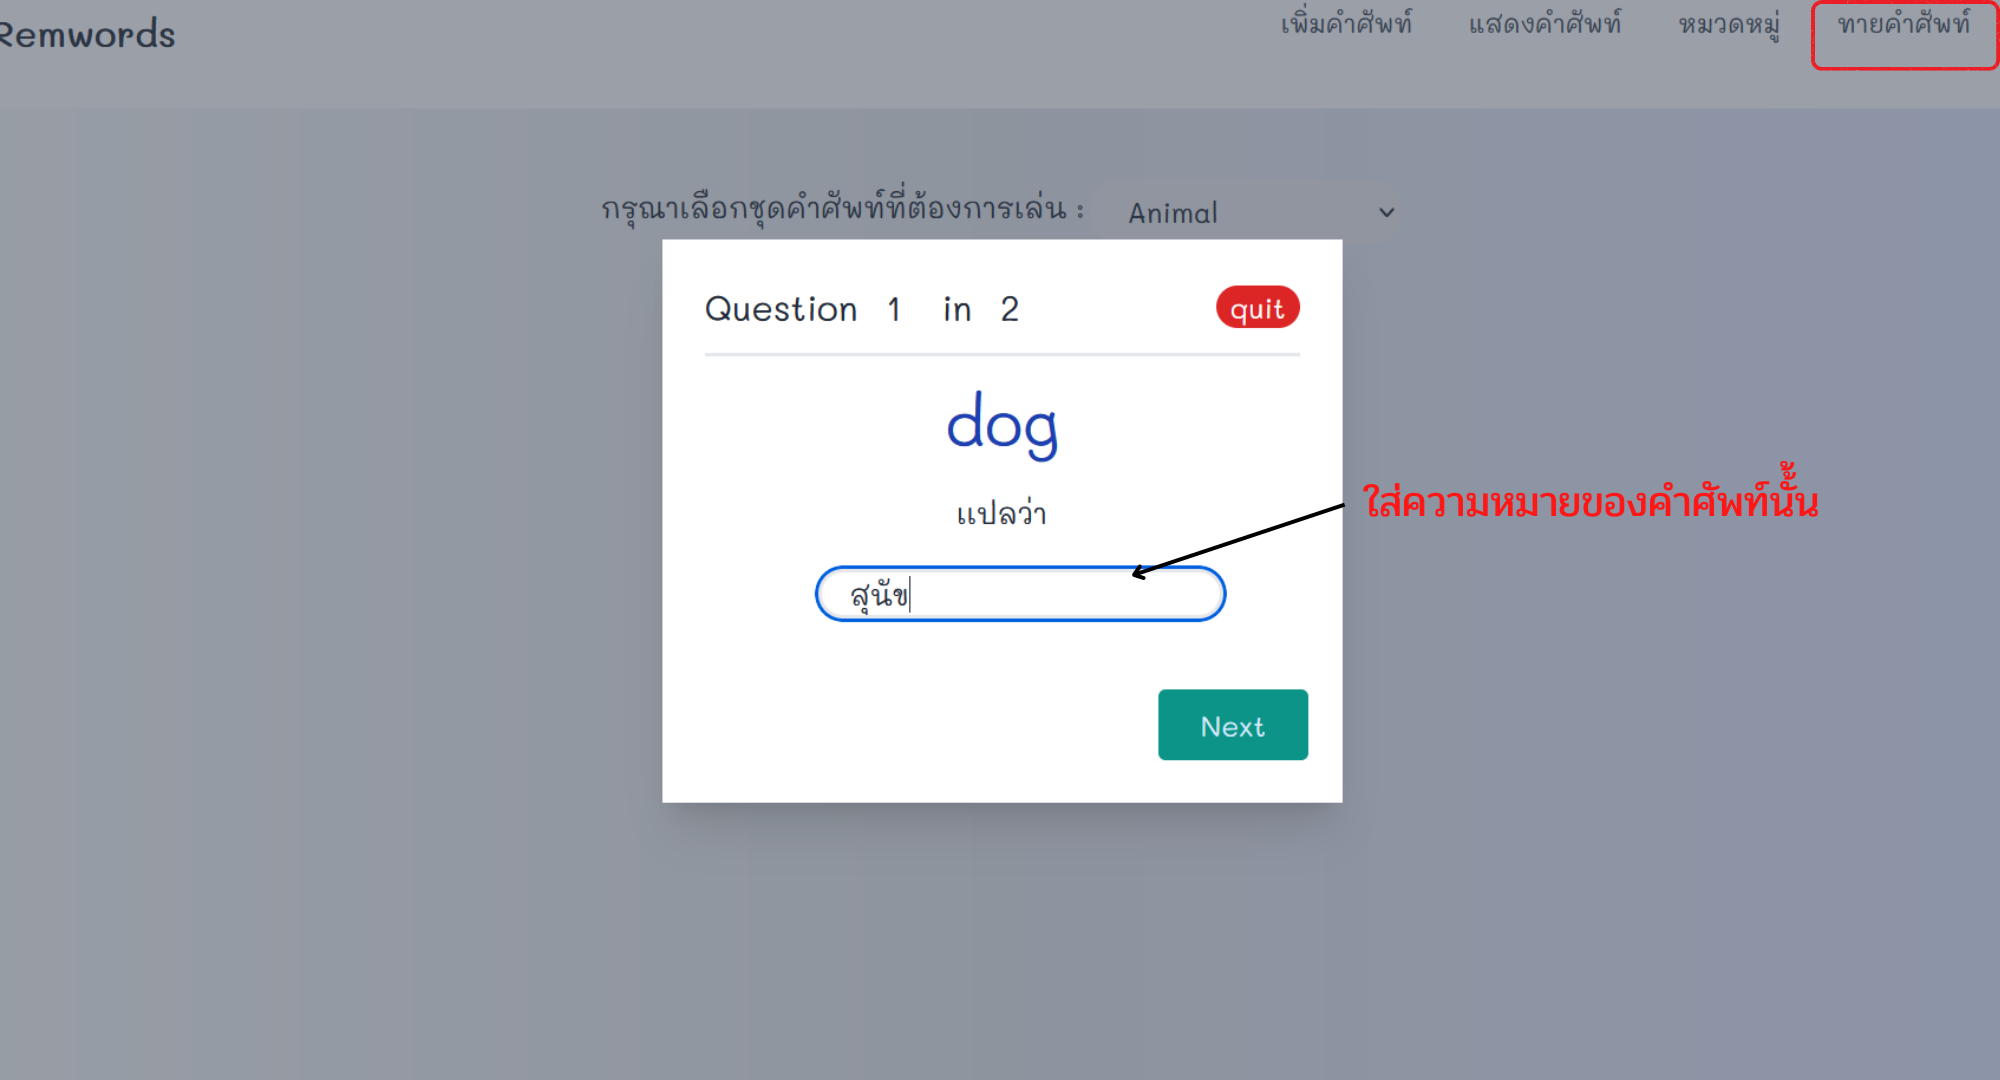 Remwords
เพิ่มคำศัพท์ แสดงคำศัพท์ หมวดหมู่ ทายคำศัพท์
กรุณาเลือกชุดคำศัพท์ที่ต้องการเล่น : Animal
Question 1 in 2 quit
dog
แปลว่า
ใส่ความหมายของคำศัพท์นั้น
สุนัข
Next